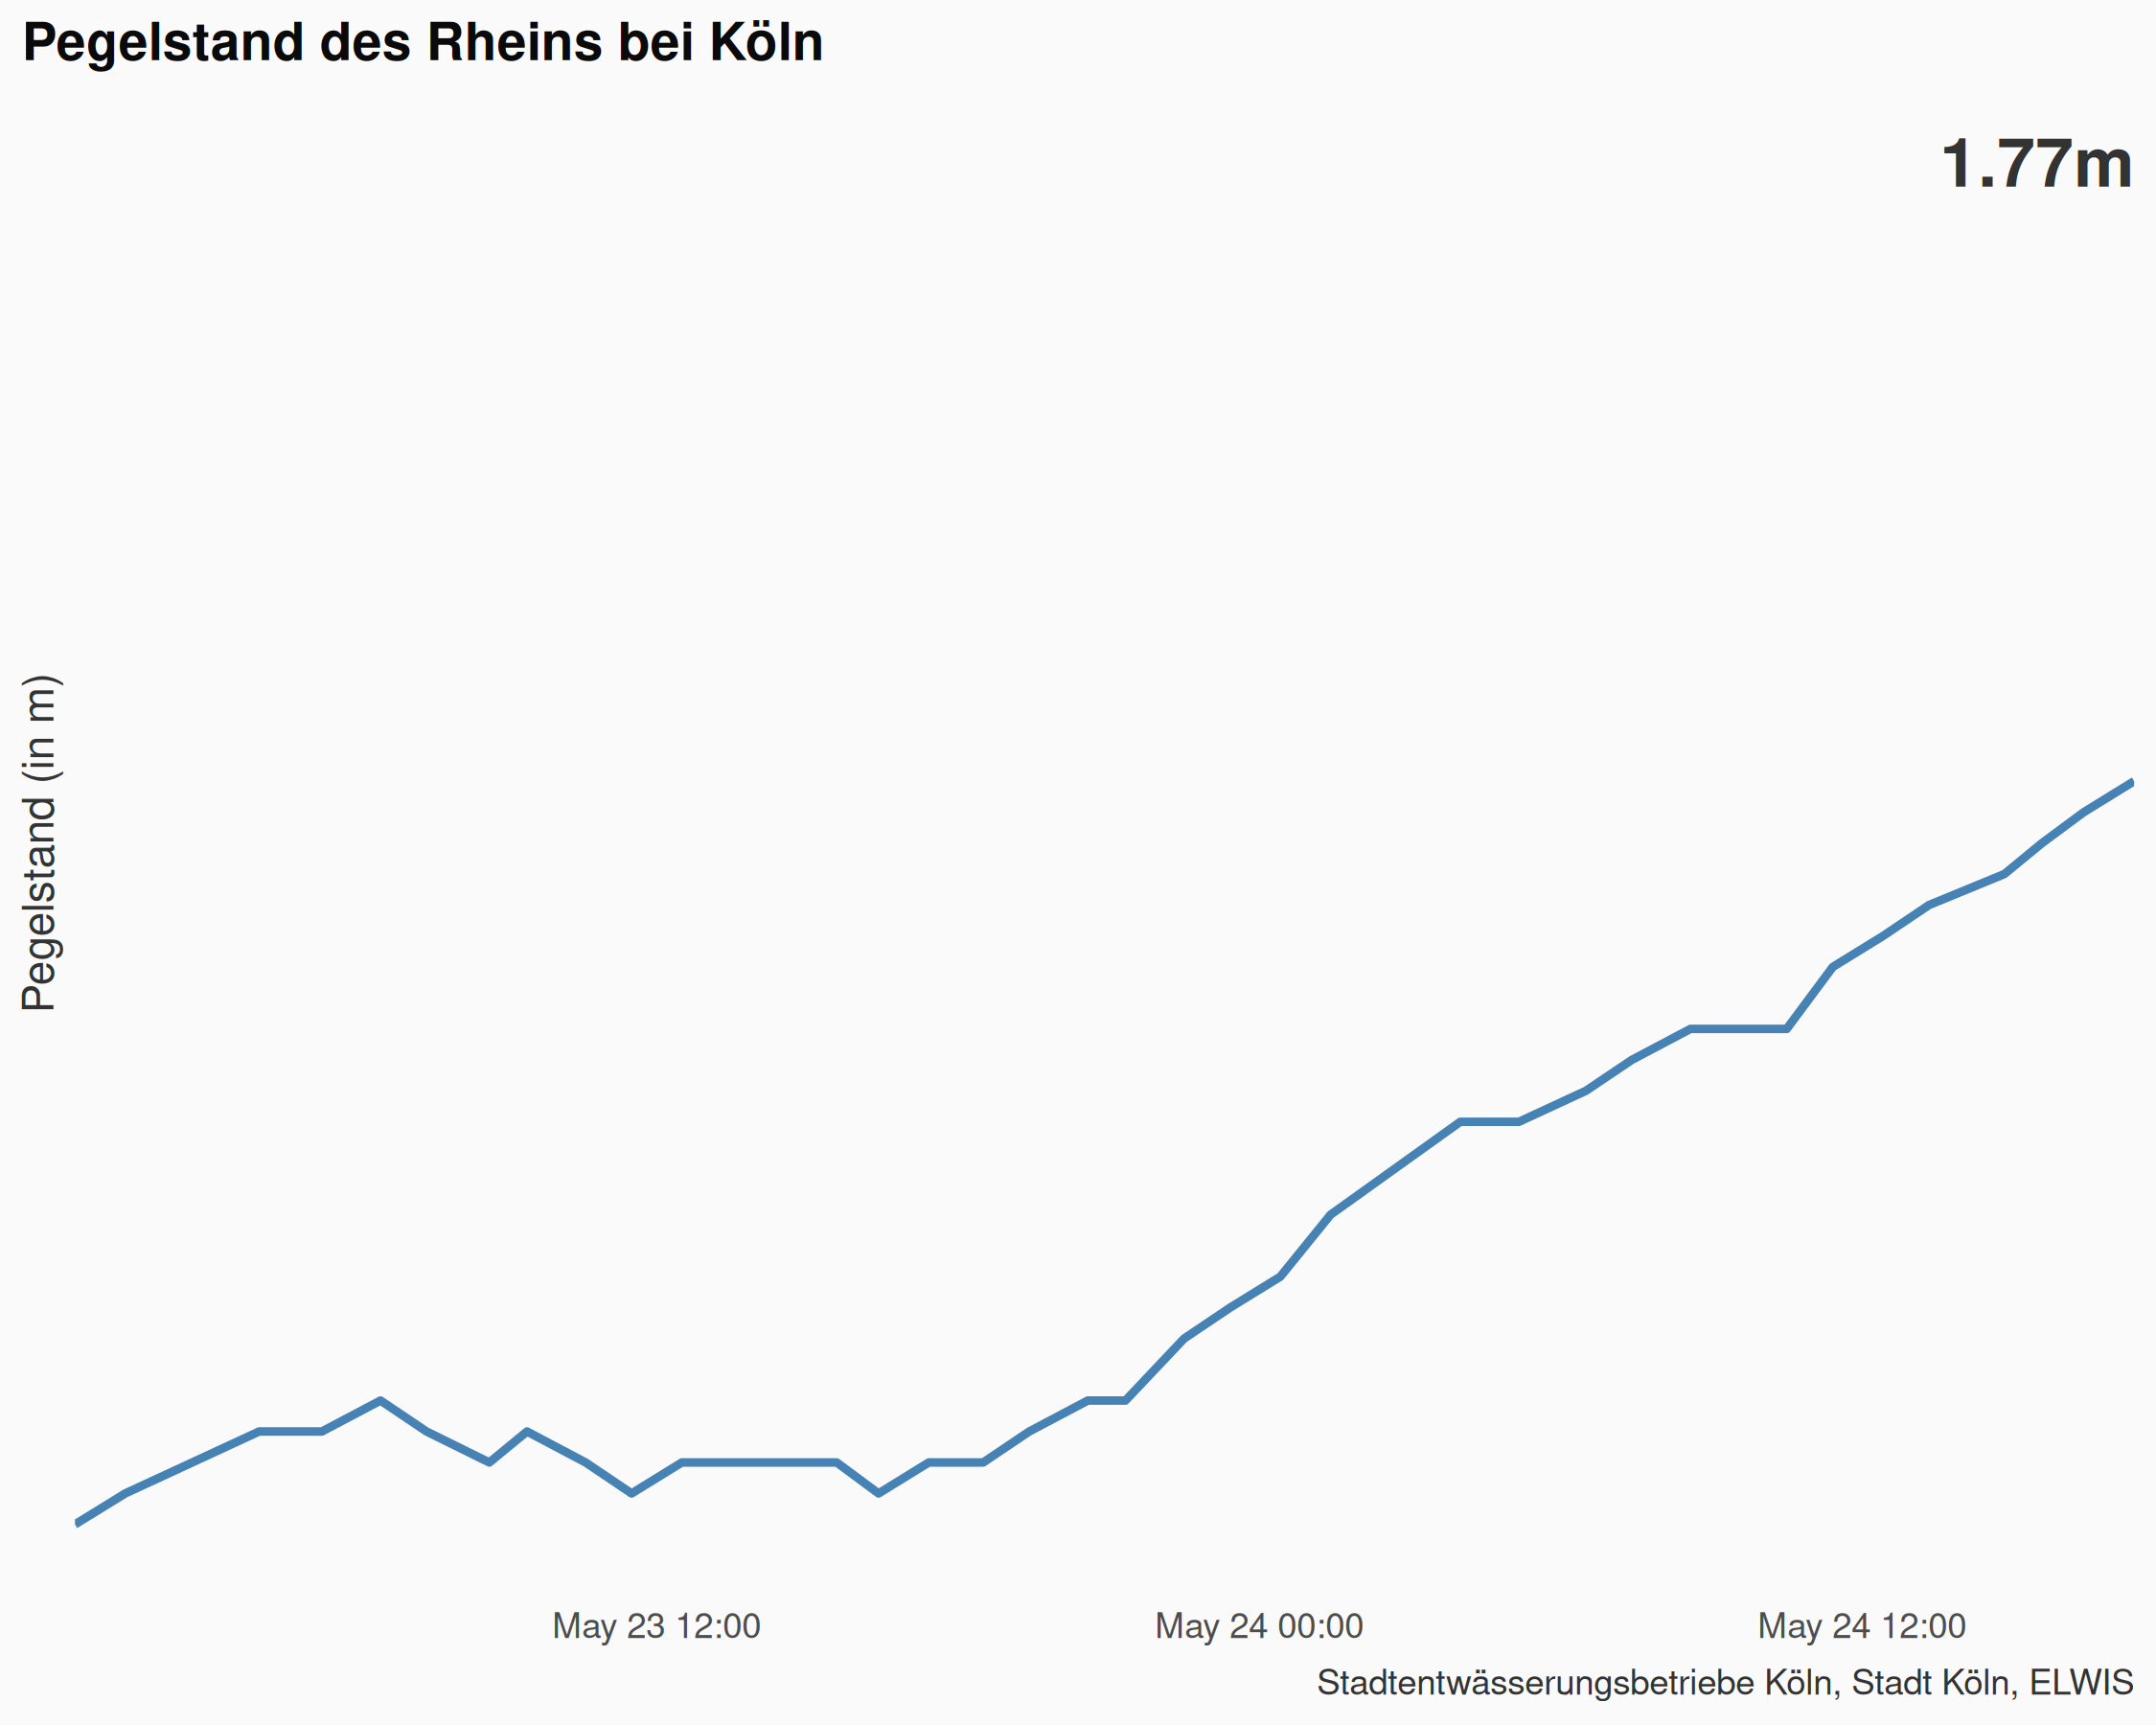 Pegelstand des Rheins bei Köln
1.77m
Pegelstand (in m)
May 23 12:00
May 24 00:00
May 24 12:00
Stadtentwässerungsbetriebe Köln, Stadt Köln, ELWIS